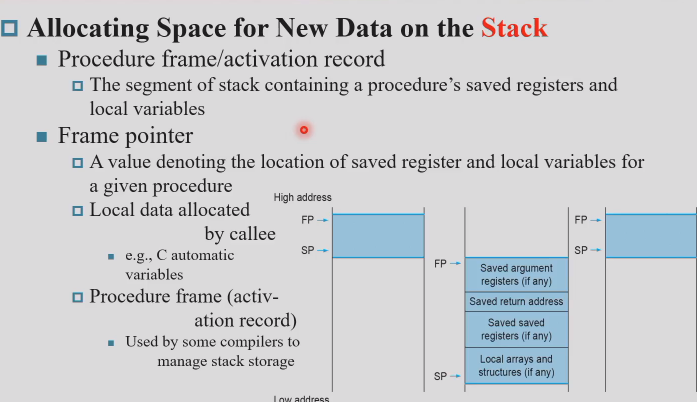 Allocating Space for New Data on the Stack
Procedure frame/activation record
The segment of stack containing a procedure's saved registers and
local variables
Frame pointer
A value denoting the location of saved register and local variables for
a given procedure
Local data allocated
by callee
e.g., C automatic
variables
Procedure frame (activ-
ation record)
Used by some compilers to
manage stack storage
High address
FP
SP
FP
Saved argument
registers (if any)
Saved return address
Saved saved
registers (if any)
Local arrays and
structures (if any)
SP
FP
SP
Low address